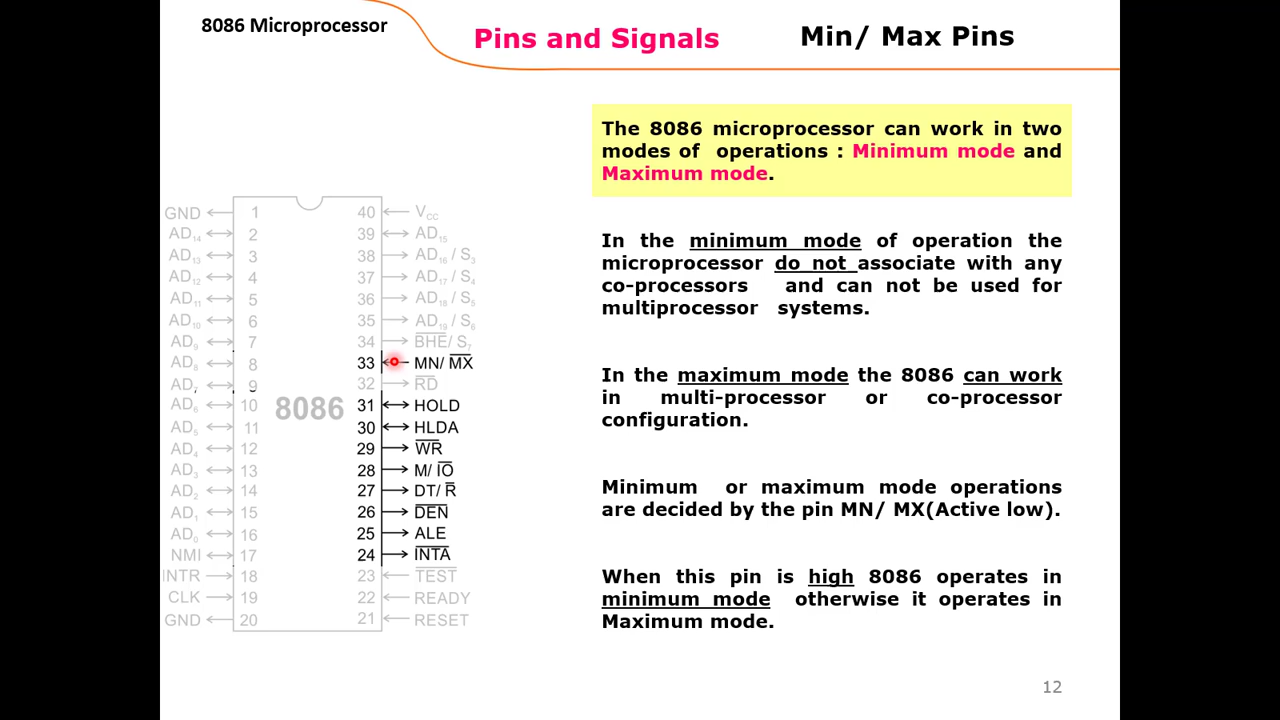 8086 Microprocessor
Pins and Signals
Min/ Max Pins
The 8086 microprocessor can work in two
modes of operations : Minimum mode and
Maximum mode.
In the minimum mode of operation the
microprocessor do not associate with any
co-processors and can not be used for
multiprocessor systems.
In the maximum mode the 8086 can work
in multi-processor or co-processor
configuration.
Minimum or maximum mode operations
are decided by the pin MN/ MX(Active low).
When this pin is high 8086 operates in
minimum mode otherwise it operates in
Maximum mode.
GND 1 40 VCC
AD14 2 39 AD15
AD13 3 38 AD16 / S3
AD12 4 37 AD17 / S4
AD11 5 36 AD18 / S5
AD10 6 35 AD19 / S6
AD9 7 34 B̅H̅E̅/ S7
AD8 8 33 MN/ M̅X̅
AD7 9 32 R̅D̅
AD6 10 8086 31 HOLD
AD5 11 30 HLDA
AD4 12 29 W̅R̅
AD3 13 28 M/ I̅O̅
AD2 14 27 DT/ R̅
AD1 15 26 D̅E̅N̅
AD0 16 25 ALE
NMI 17 24 I̅N̅T̅A̅
INTR 18 23 T̅E̅S̅T̅
CLK 19 22 READY
GND 20 21 RESET
12